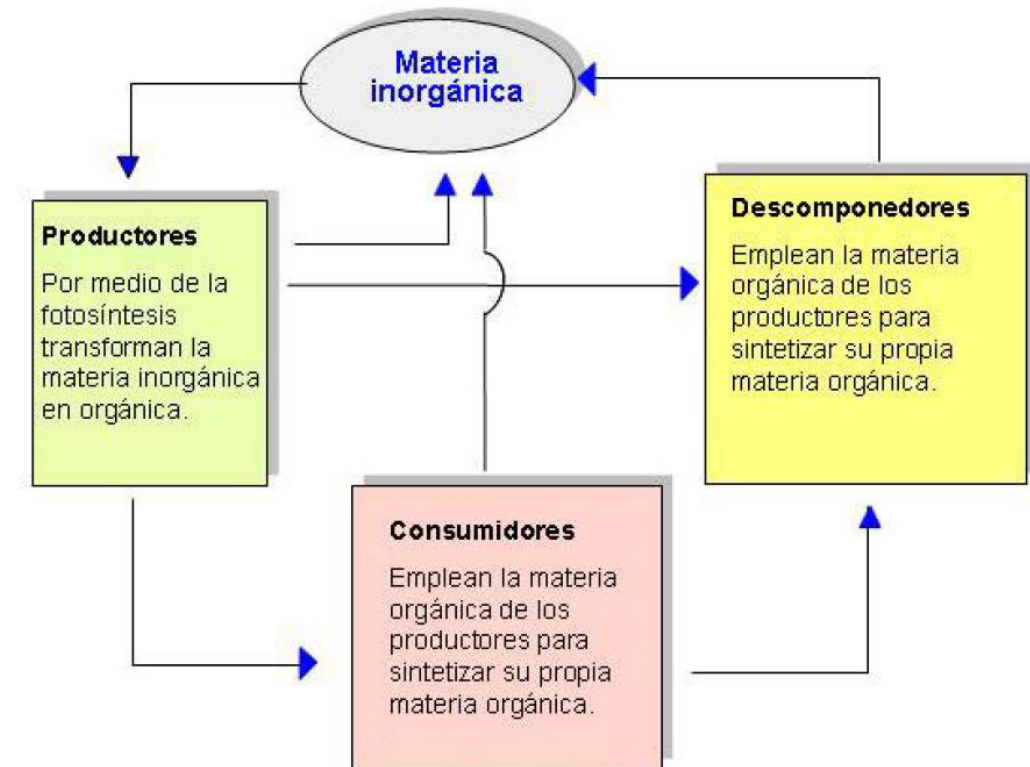 Materia
inorgánica
Productores
Por medio de la
fotosíntesis
transforman la
materia inorgánica
en orgánica.
Descomponedores
Emplean la materia
orgánica de los
productores para
sintetizar su propia
materia orgánica.
Consumidores
Emplean la materia
orgánica de los
productores para
sintetizar su propia
materia orgánica.